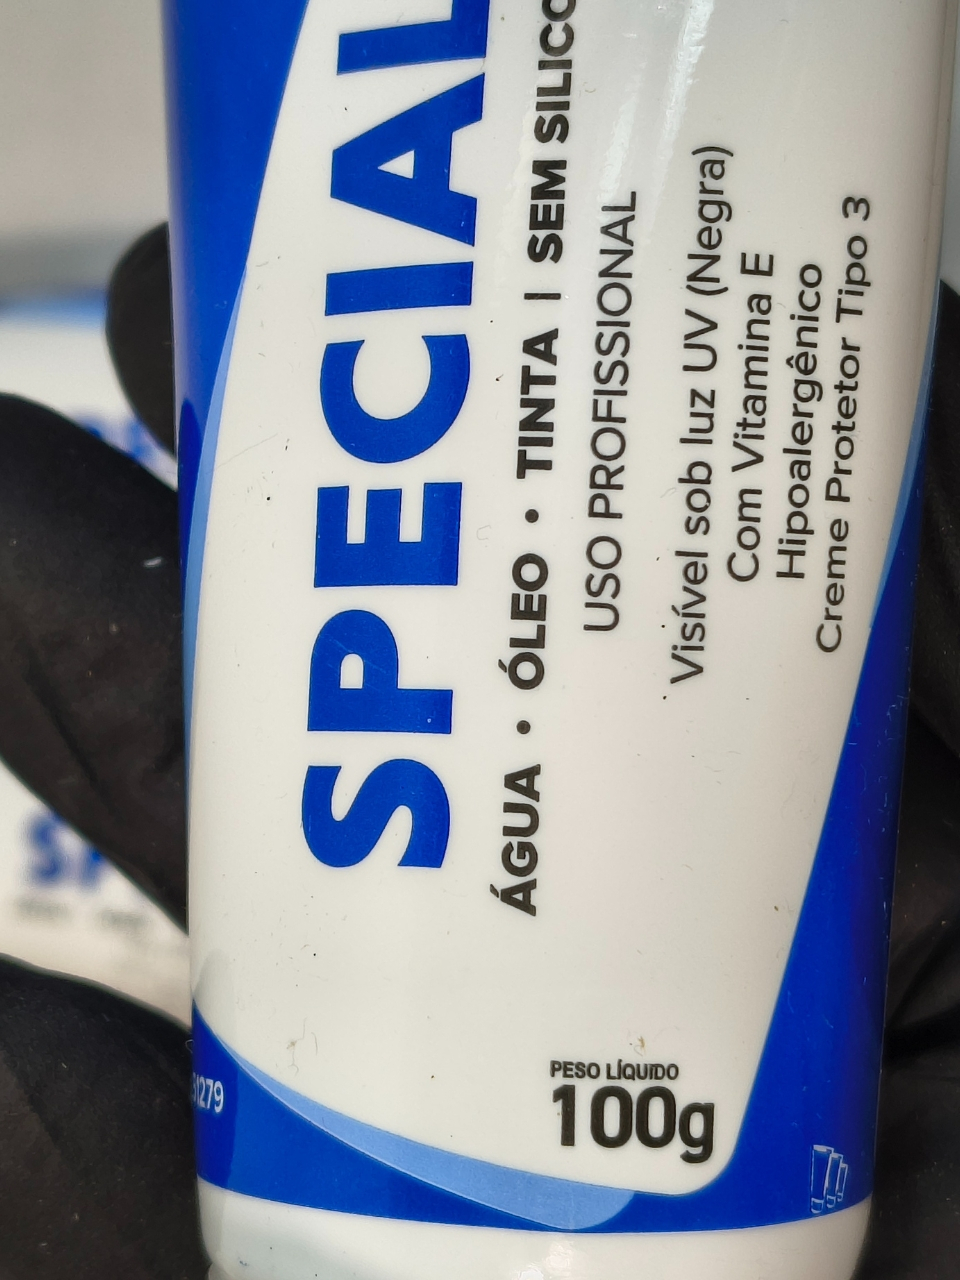 SPECIAL
ÁGUA • ÓLEO • TINTA | SEM
USO PROFISSIONAL
Visível sob luz UV (Negra)
Com Vitamina E
Hipoalergênico
Creme Protetor Tipo 3
PESO LÍQUIDO
100g